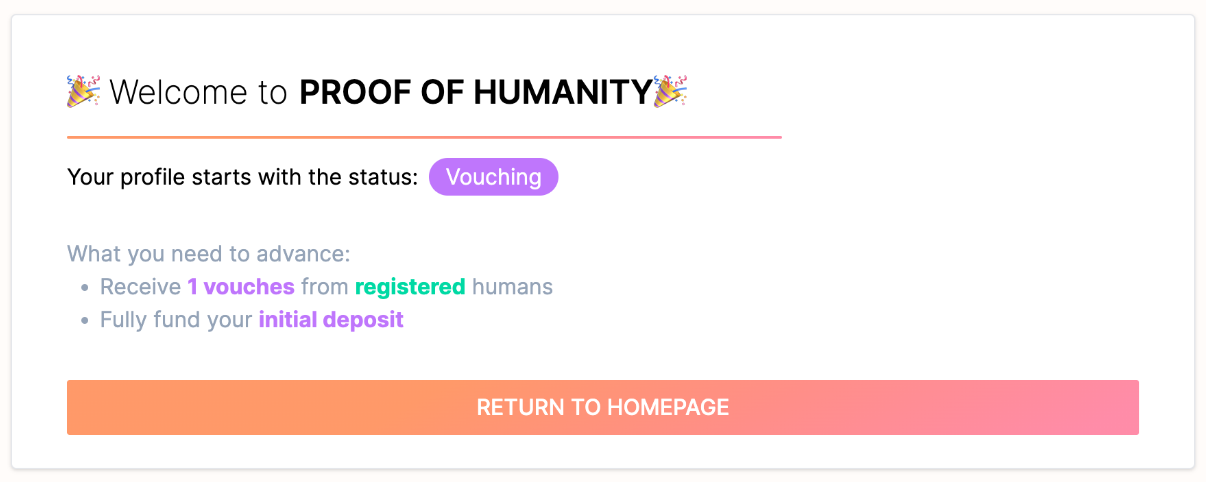 🎉 Welcome to PROOF OF HUMANITY🎉
Your profile starts with the status: Vouching
What you need to advance:
• Receive 1 vouches from registered humans
• Fully fund your initial deposit
RETURN TO HOMEPAGE